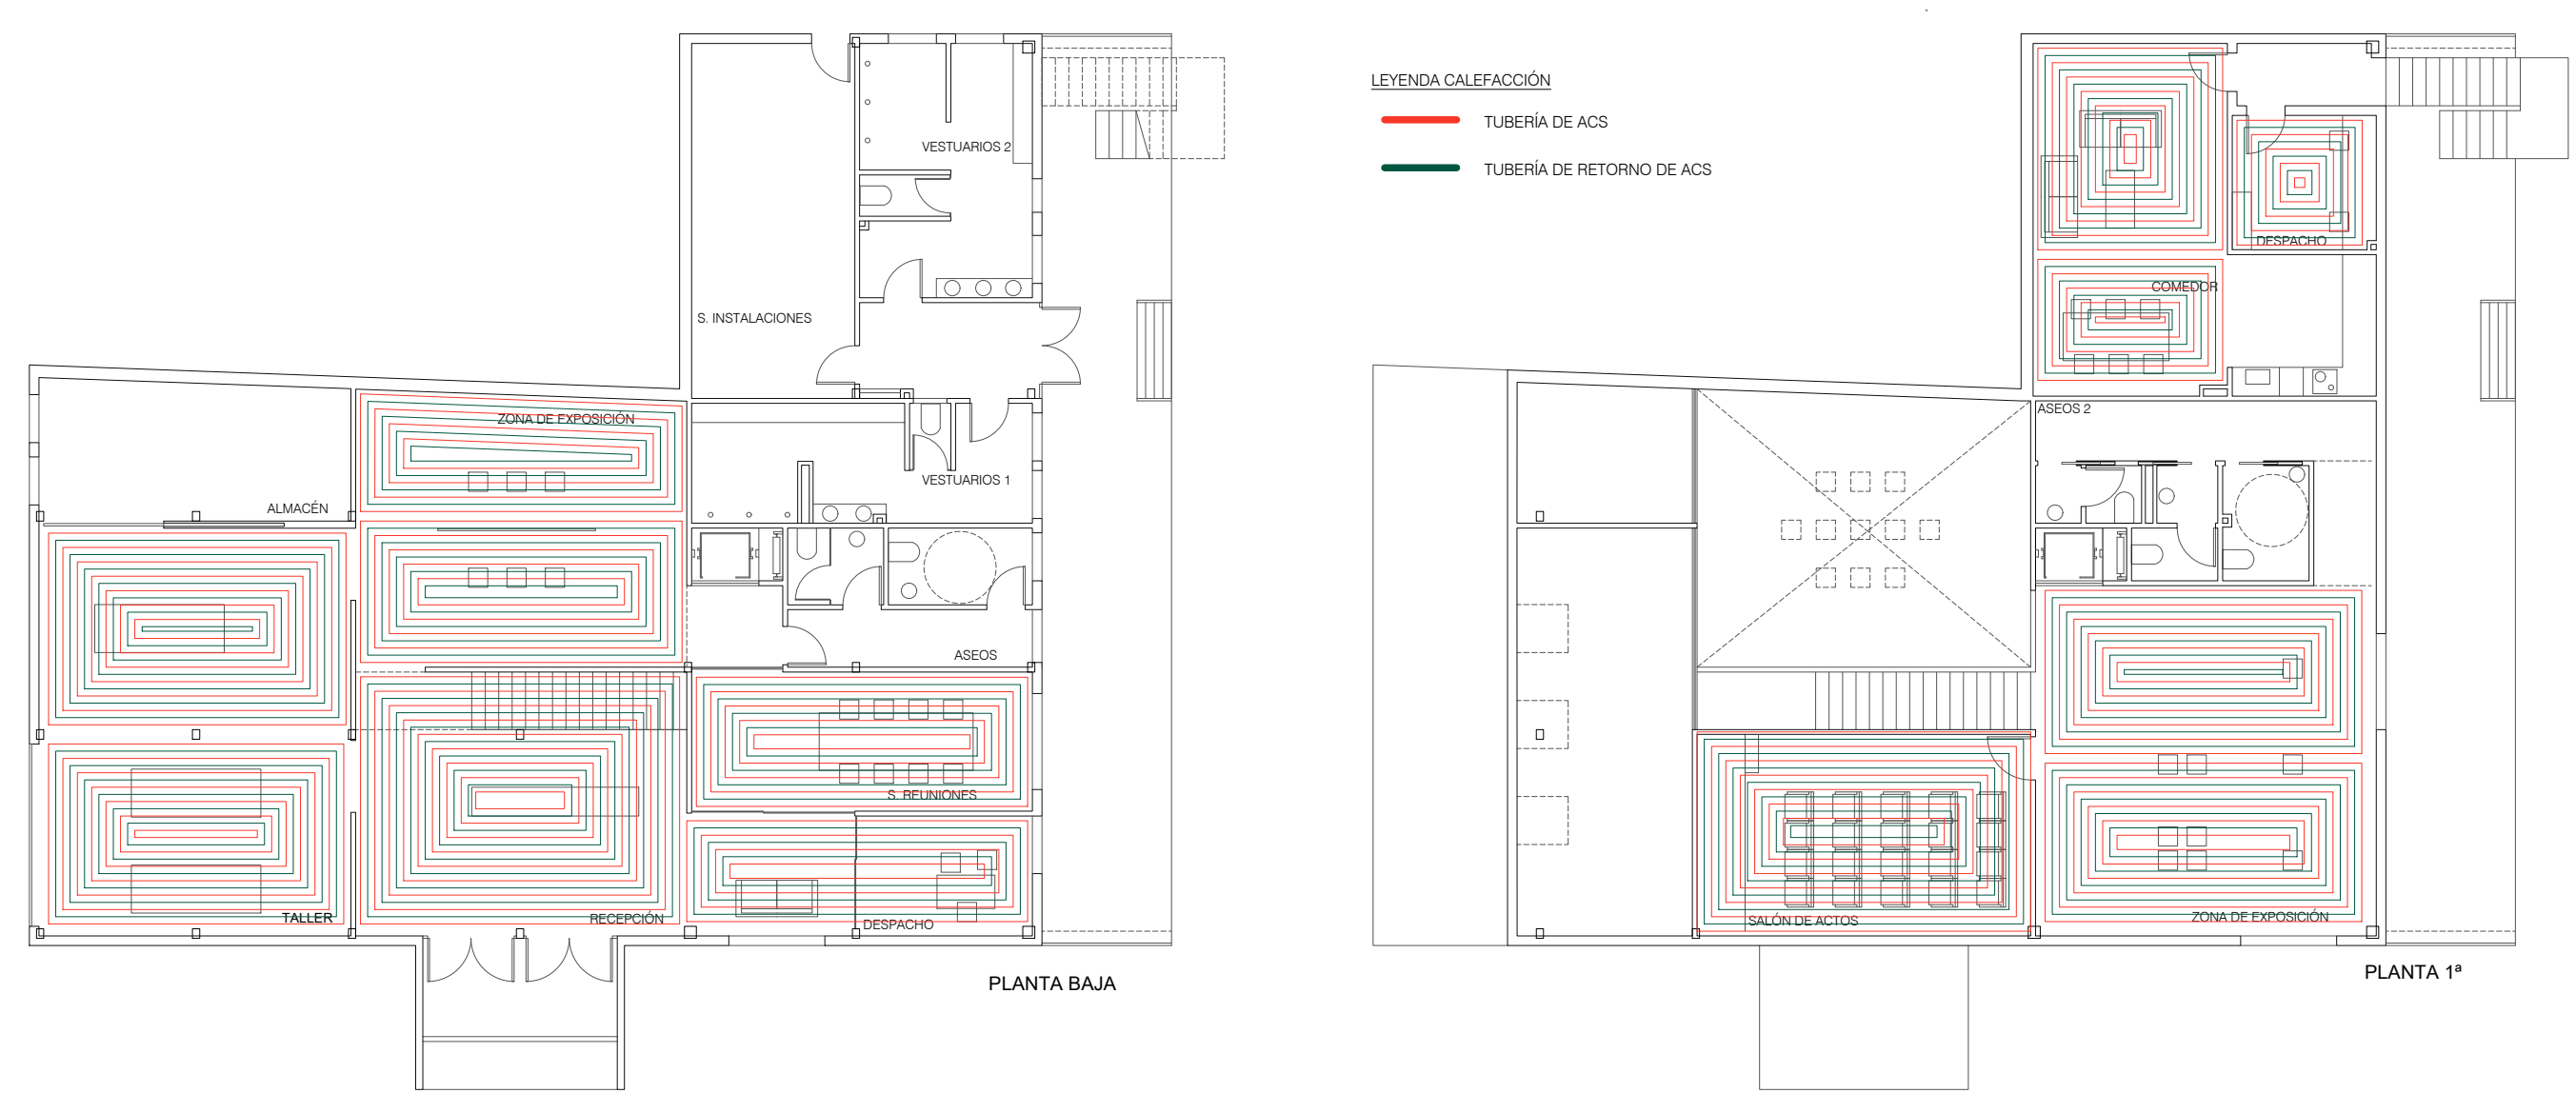 VESTUARIOS 2
S. INSTALACIONES
ZONA DE EXPOSICIÓN
VESTUARIOS 1
ALMACÉN
ASEOS
S. REUNIONES
TALLER
RECEPCIÓN
DESPACHO
PLANTA BAJA
LEYENDA CALEFACCIÓN
TUBERÍA DE ACS
TUBERÍA DE RETORNO DE ACS
DESPACHO
COMEDOR
ASEOS 2
SALÓN DE ACTOS
ZONA DE EXPOSICIÓN
PLANTA 1ª